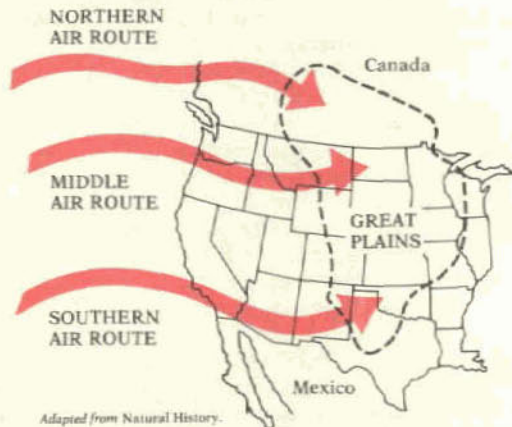 NORTHERN
AIR ROUTE
Canada
MIDDLE
AIR ROUTE
GREAT
PLAINS
SOUTHERN
AIR ROUTE
Mexico
Adapted from Natural History.